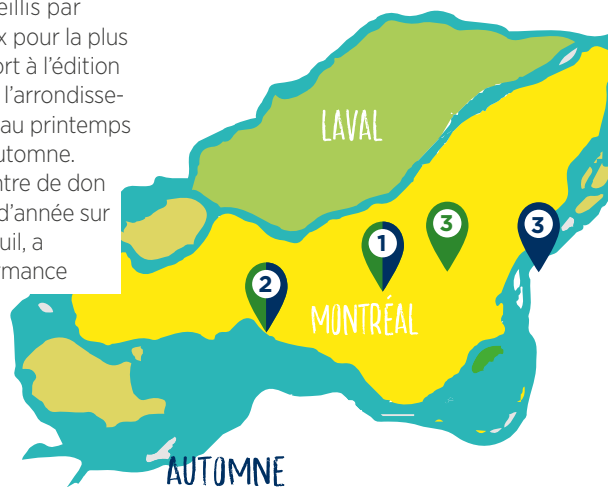 eillis par
x pour la plus
ort à l'édition
l'arrondisse-
au printemps
utomne.
ntre de don
d'année sur
uil, a
rmance
LAVAL
3
3
1
2
MONTRÉAL
AUTOMNE